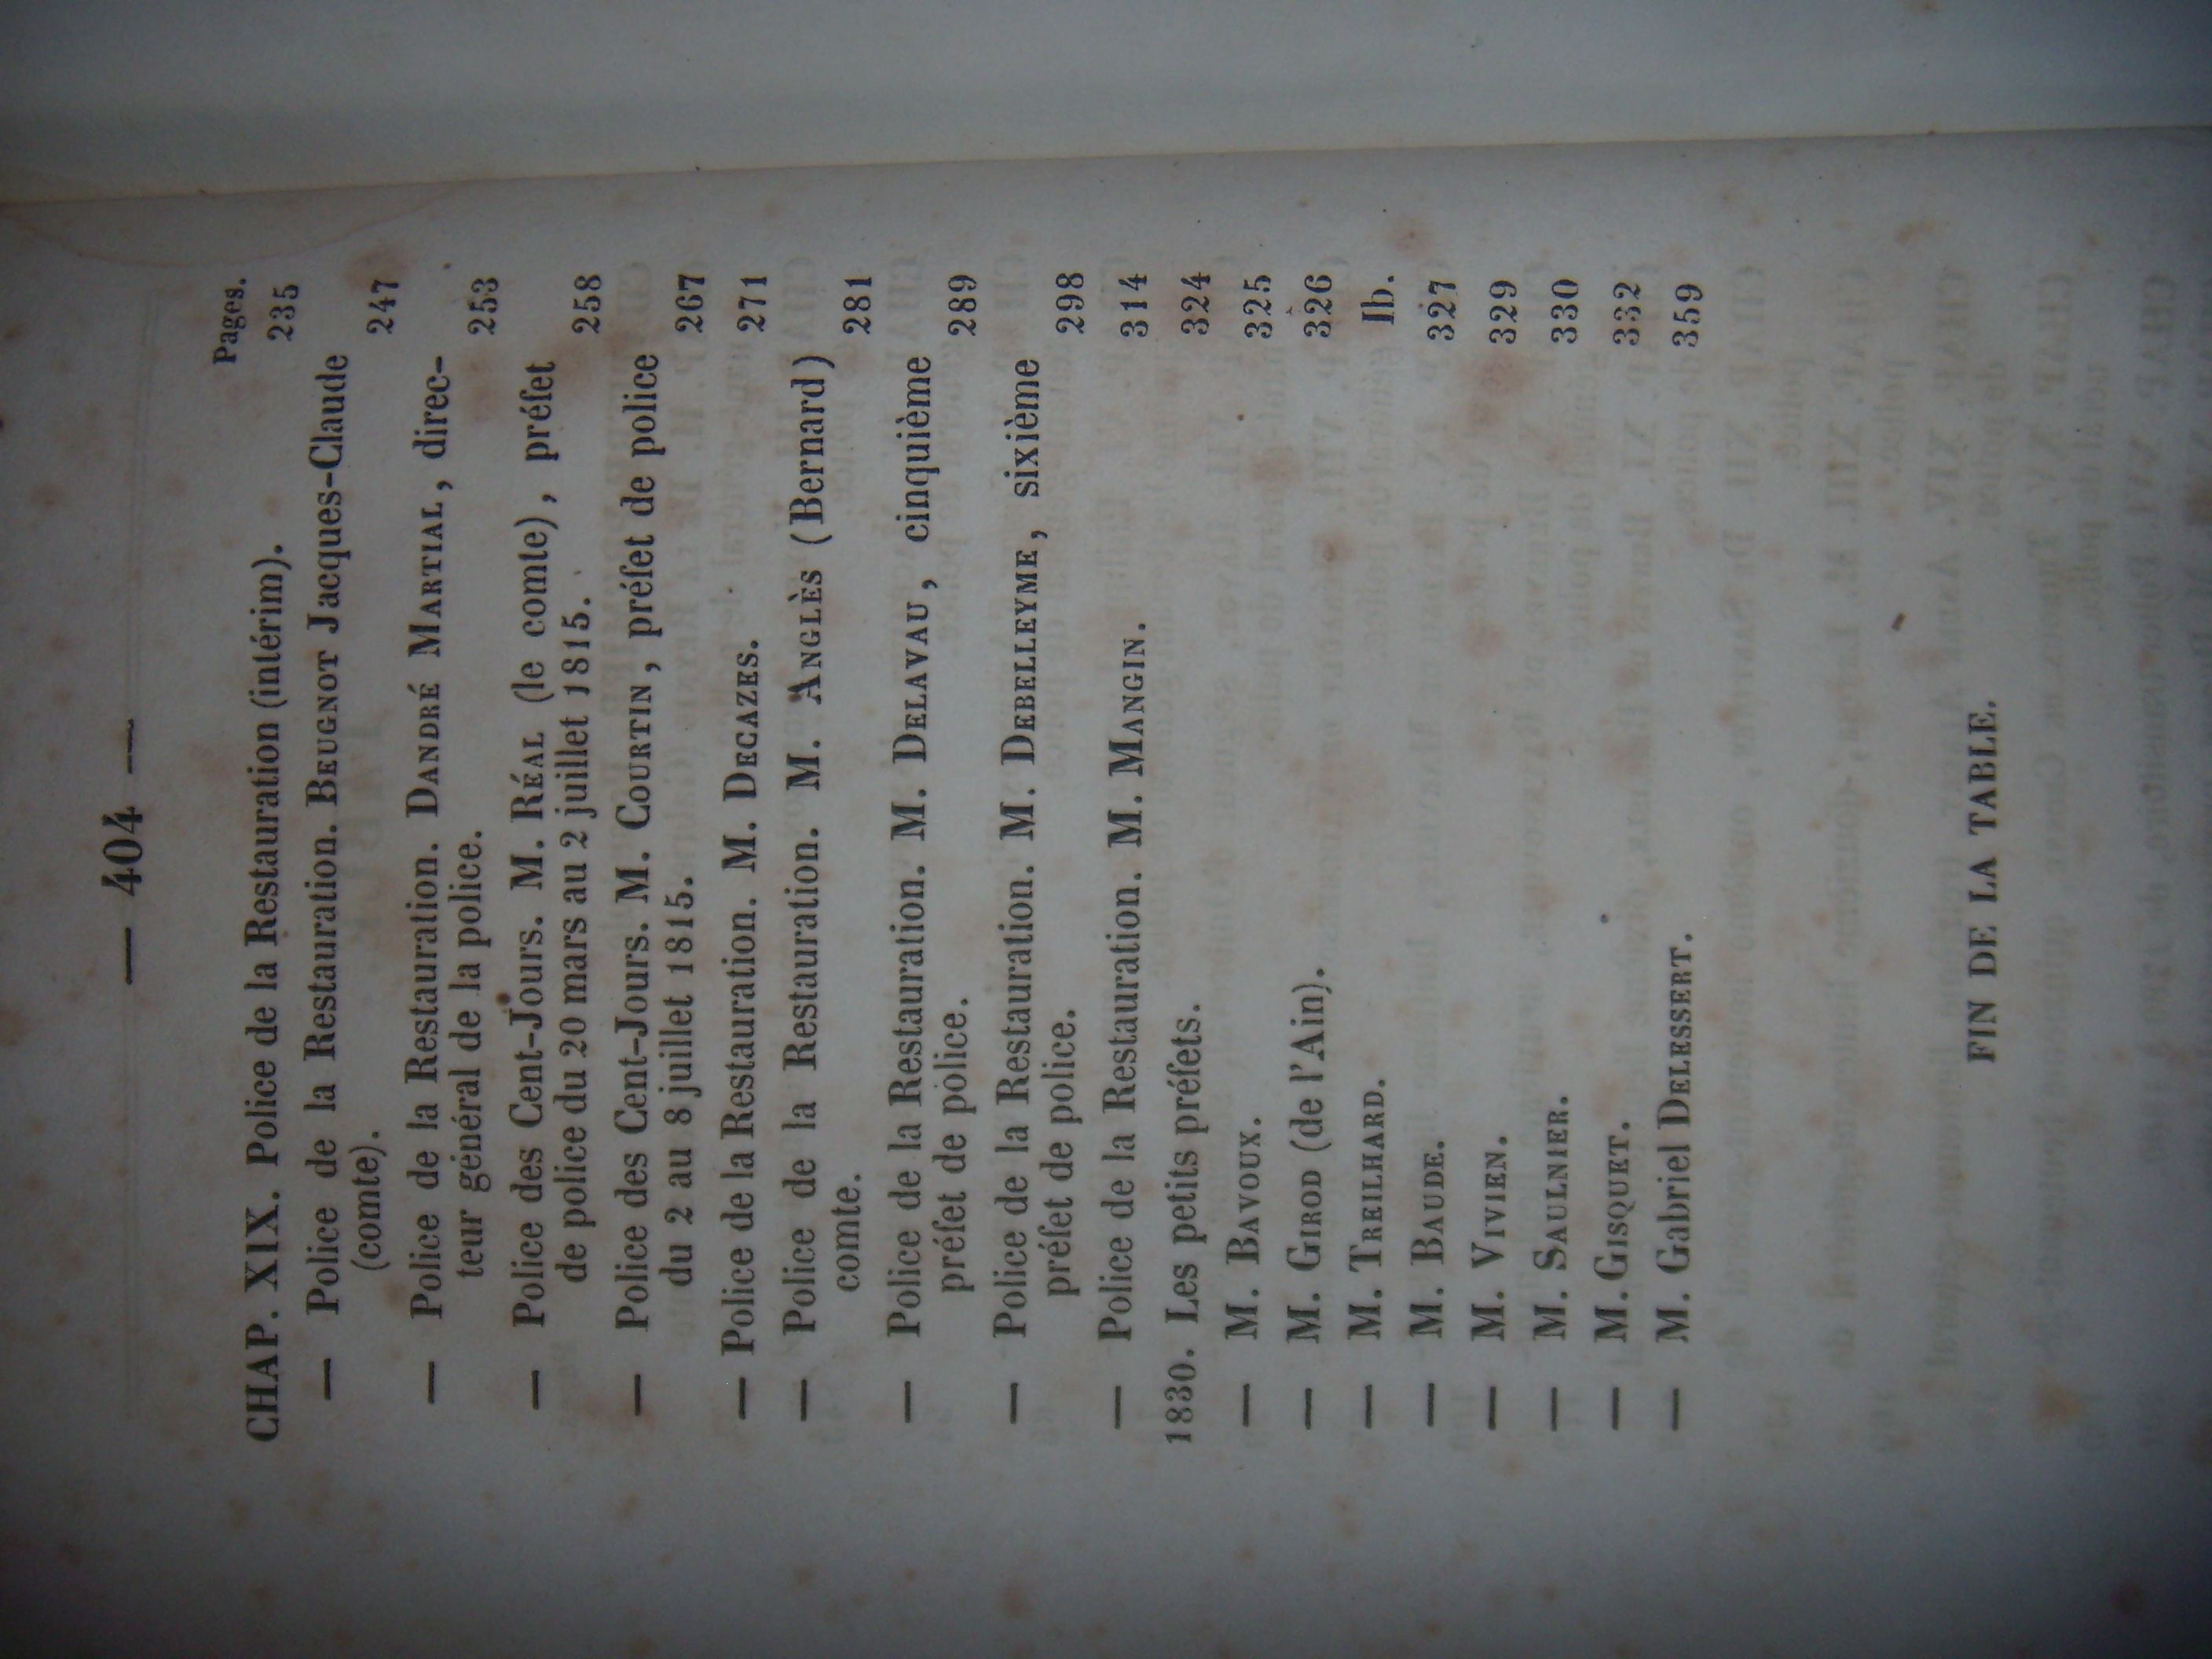 — 404 —
Pages.
CHAP. XIX. Police de la Restauration (intérim). 235
— Police de la Restauration. BEUGNOT Jacques-Claude
(comte). 247
— Police de la Restauration. DANDRÉ MARTIAL, direc-
teur général de la police. 253
— Police des Cent-Jours. M. RÉAL (le comte), préfet
de police du 20 mars au 2 juillet 1815. 258
— Police des Cent-Jours. M. COURTIN, préfet de police
du 2 au 8 juillet 1815. 267
— Police de la Restauration. M. DECAZES. 271
— Police de la Restauration. M. ANGLÈS (Bernard)
comte. 281
— Police de la Restauration. M. DELAVAU, cinquième
préfet de police. 289
— Police de la Restauration. M. DEBELLEYME, sixième
préfet de police. 298
— Police de la Restauration. M. MANGIN. 314
1830. Les petits préfets. 324
— M. BAVOUX. 325
— M. GIROD (de l'Ain). 326
— M. TREILHARD. Ib.
— M. BAUDE. 327
— M. VIVIEN. 329
— M. SAULNIER. 330
— M. GISQUET. 332
— M. Gabriel DELESSERT. 359
FIN DE LA TABLE.